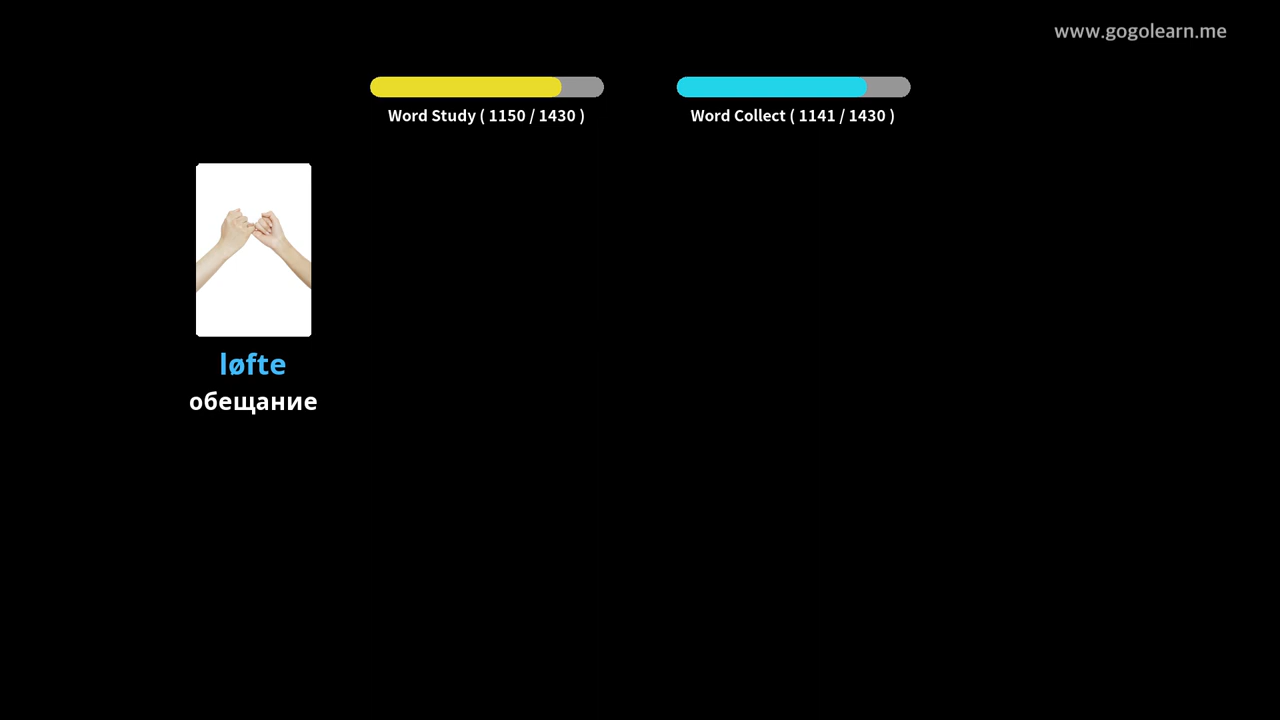 www.gogolearn.me
Word Study ( 1150 / 1430 )
Word Collect ( 1141 / 1430 )
løfte
обещание